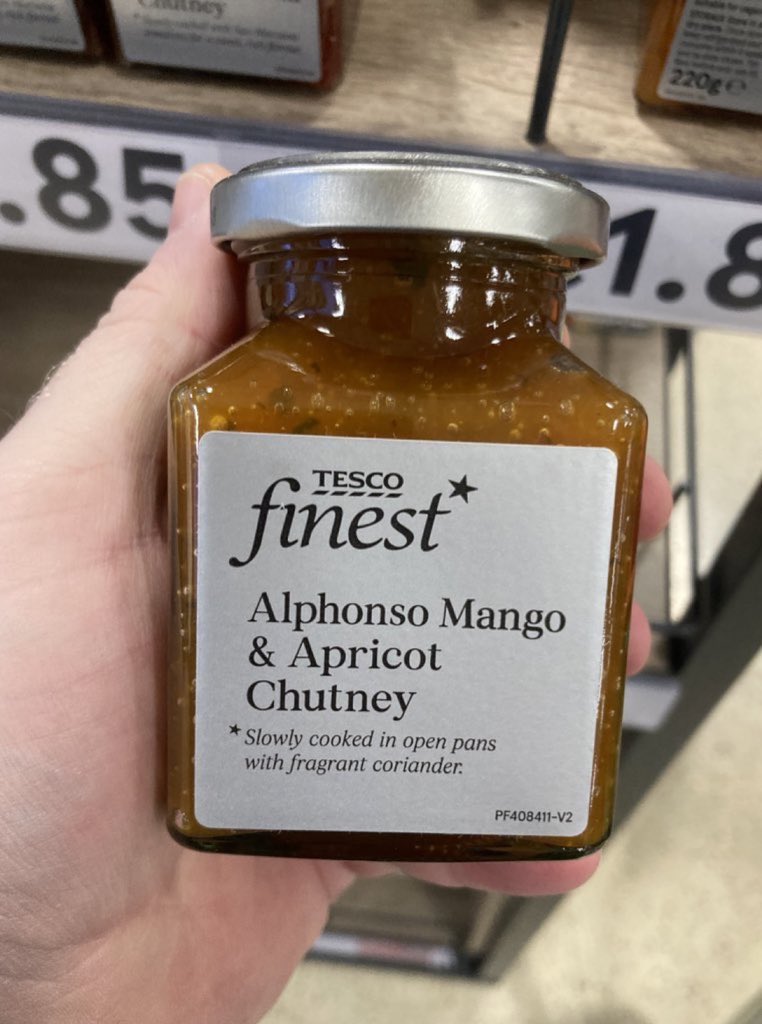 Chutney
220g e
.85
1.8
TESCO
finest*
Alphonso Mango
& Apricot
Chutney
*Slowly cooked in open pans
with fragrant coriander.
PF408411-V2